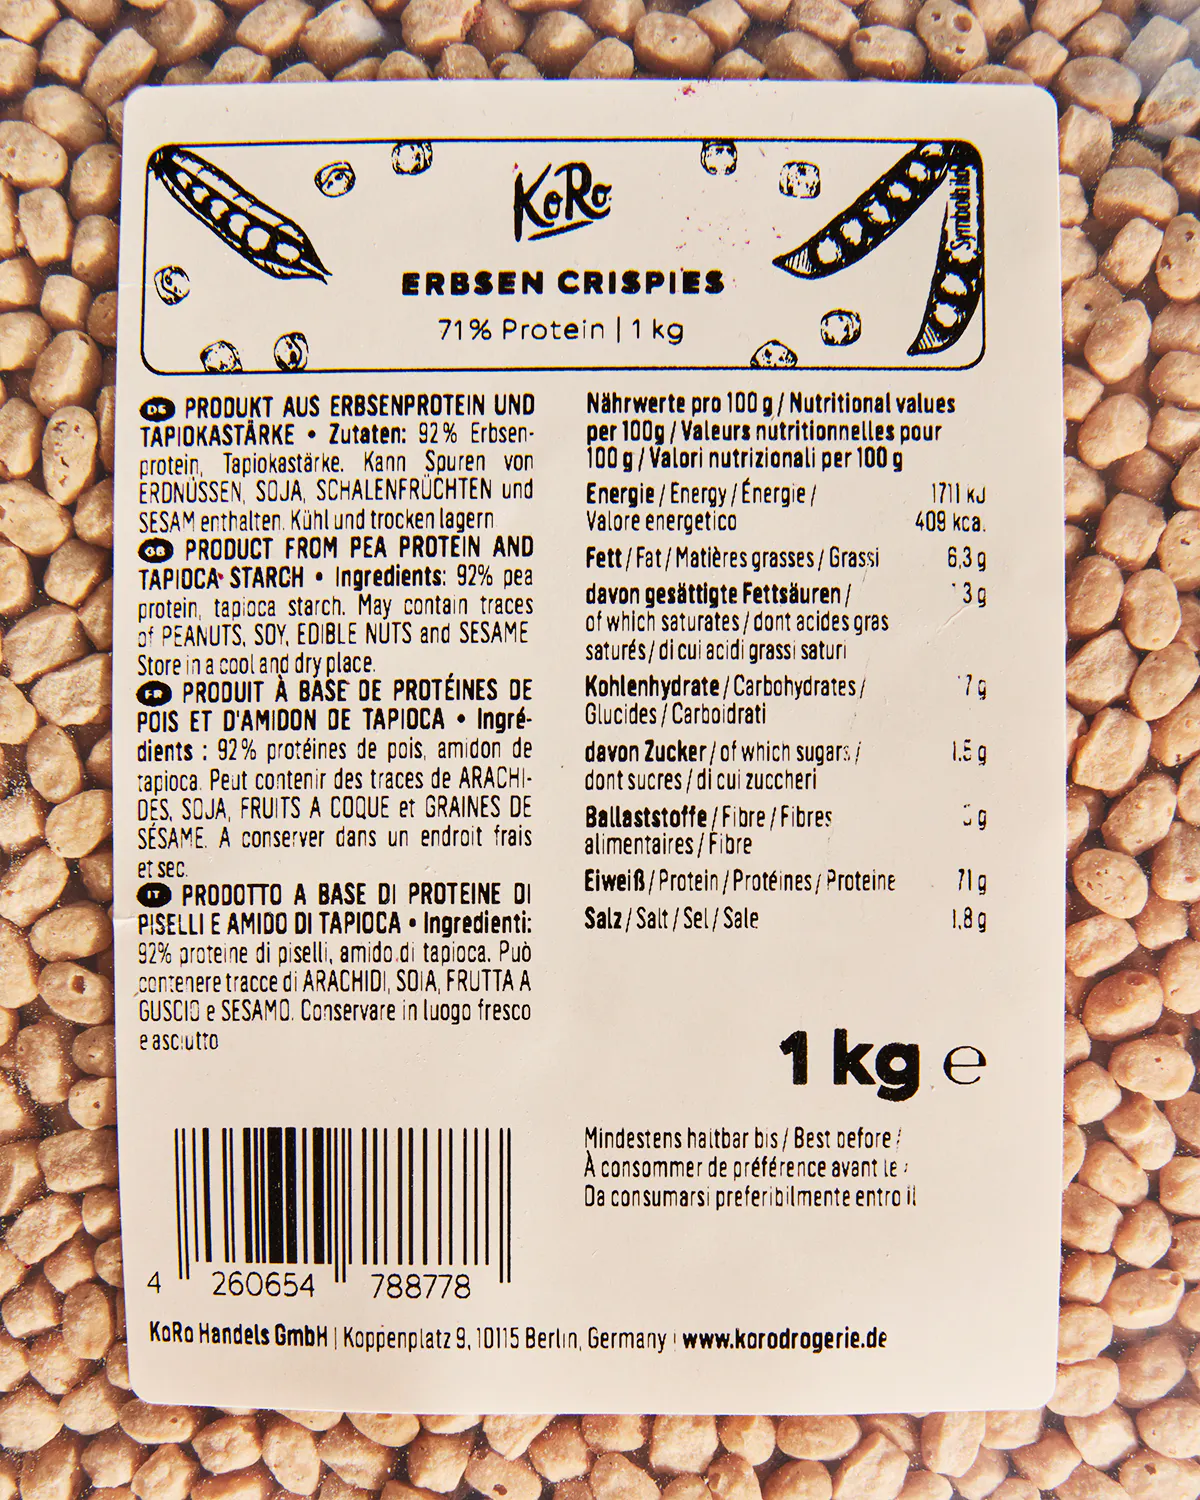 KoRo
ERBSEN CRISPIES
71% Protein | 1 kg
DE PRODUKT AUS ERBSENPROTEIN UND
TAPIOKASTÄRKE • Zutaten: 92% Erbsen-
protein, Tapiokastärke. Kann Spuren von
ERDNÜSSEN, SOJA, SCHALENFRÜCHTEN und
SESAM enthalten. Kühl und trocken lagern
GB PRODUCT FROM PEA PROTEIN AND
TAPIOCA STARCH • Ingredients: 92% pea
protein, tapioca starch. May contain traces
of PEANUTS, SOY, EDIBLE NUTS and SESAME
Store in a cool and dry place.
FR PRODUIT À BASE DE PROTÉINES DE
POIS ET D'AMIDON DE TAPIOCA • Ingré-
dients : 92% protéines de pois, amidon de
tapioca. Peut contenir des traces de ARACHI-
DES, SOJA, FRUITS A COQUE et GRAINES DE
SÉSAME. A conserver dans un endroit frais
et sec.
IT PRODOTTO A BASE DI PROTEINE DI
PISELLI E AMIDO DI TAPIOCA • Ingredienti:
92% proteine di piselli, amido di tapioca. Può
contenere tracce di ARACHIDI, SOIA, FRUTTA A
GUSCIO e SESAMO. Conservare in luogo fresco
e asciutto
Nährwerte pro 100 g / Nutritional values
per 100g / Valeurs nutritionnelles pour
100 g / Valori nutrizionali per 100 g
Energie / Energy / Énergie / 1711 kJ
Valore energetico 409 kca.
Fett / Fat / Matières grasses / Grassi 6,3 g
davon gesättigte Fettsäuren / g
of which saturates / dont acides gras
saturés / di cui acidi grassi saturi
Kohlenhydrate / Carbohydrates / g
Glucides / Carboidrati
davon Zucker / of which sugars / g
dont sucres / di cui zuccheri
Ballaststoffe / Fibre / Fibres g
alimentaires / Fibre
Eiweiß / Protein / Protéines / Proteine 71 g
Salz / Salt / Sel / Sale 1,8 g
1 kg e
Mindestens haltbar bis / Best before /
À consommer de préférence avant le :
Da consumarsi preferibilmente entro il
4 260654 788778
KoRo Handels GmbH | Koppenplatz 9, 10115 Berlin, Germany | www.korodrogerie.de